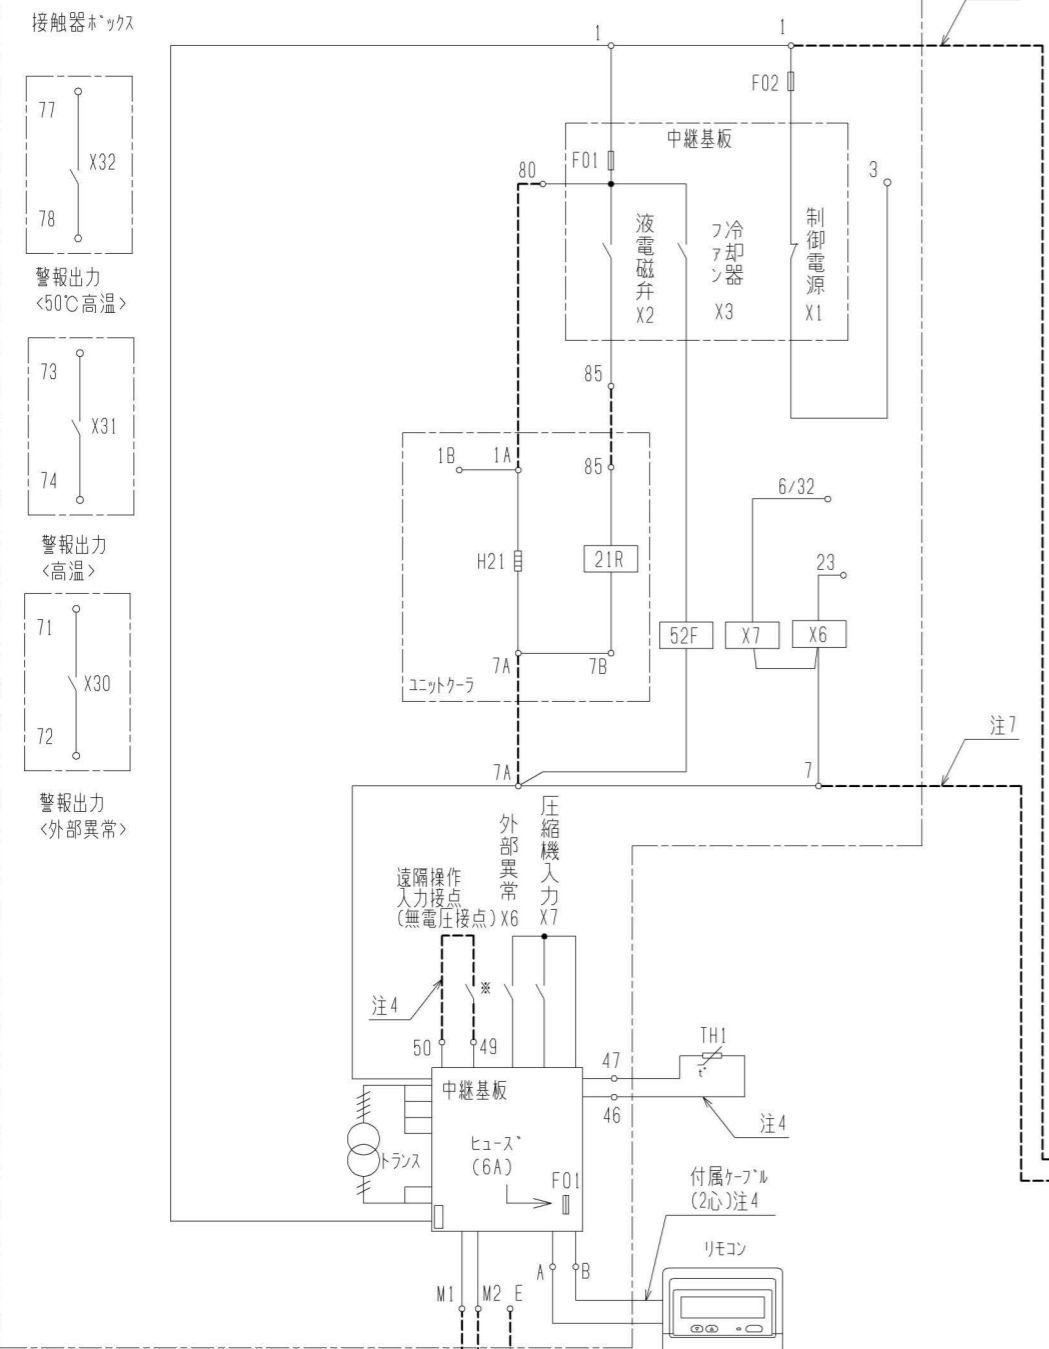 接触器ボックス
77
X32
78
警報出力
<50℃高温>
73
X31
74
警報出力
<高温>
71
X30
72
警報出力
<外部異常>
1
1
F02
中継基板
F01
80
3
液電磁弁
X2
冷却器
ファン
X3
制御電源
X1
85
1B
1A
85
H21
21R
7A
7B
ユニットクーラ
6/32
23
52F
X7
X6
注7
7A
7
外部異常
X6
圧縮機入力
X7
遠隔操作
入力接点
(無電圧接点)
※
注4
50
49
中継基板
ヒューズ
(6A)
F01
トランス
47
46
TH1
t°
注4
付属ケーブル
(2心)注4
リモコン
A
B
M1
M2
E